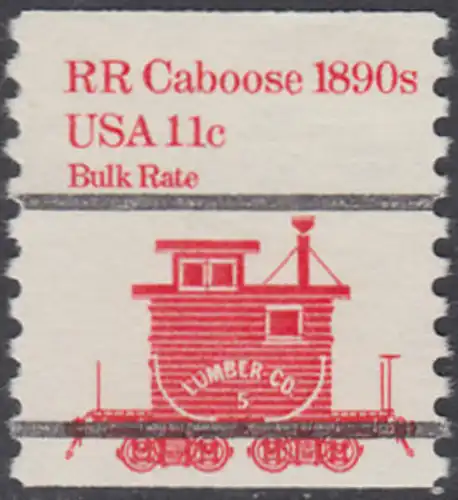 RR Caboose 1890s
USA 11c
Bulk Rate
LUMBER CO.
5